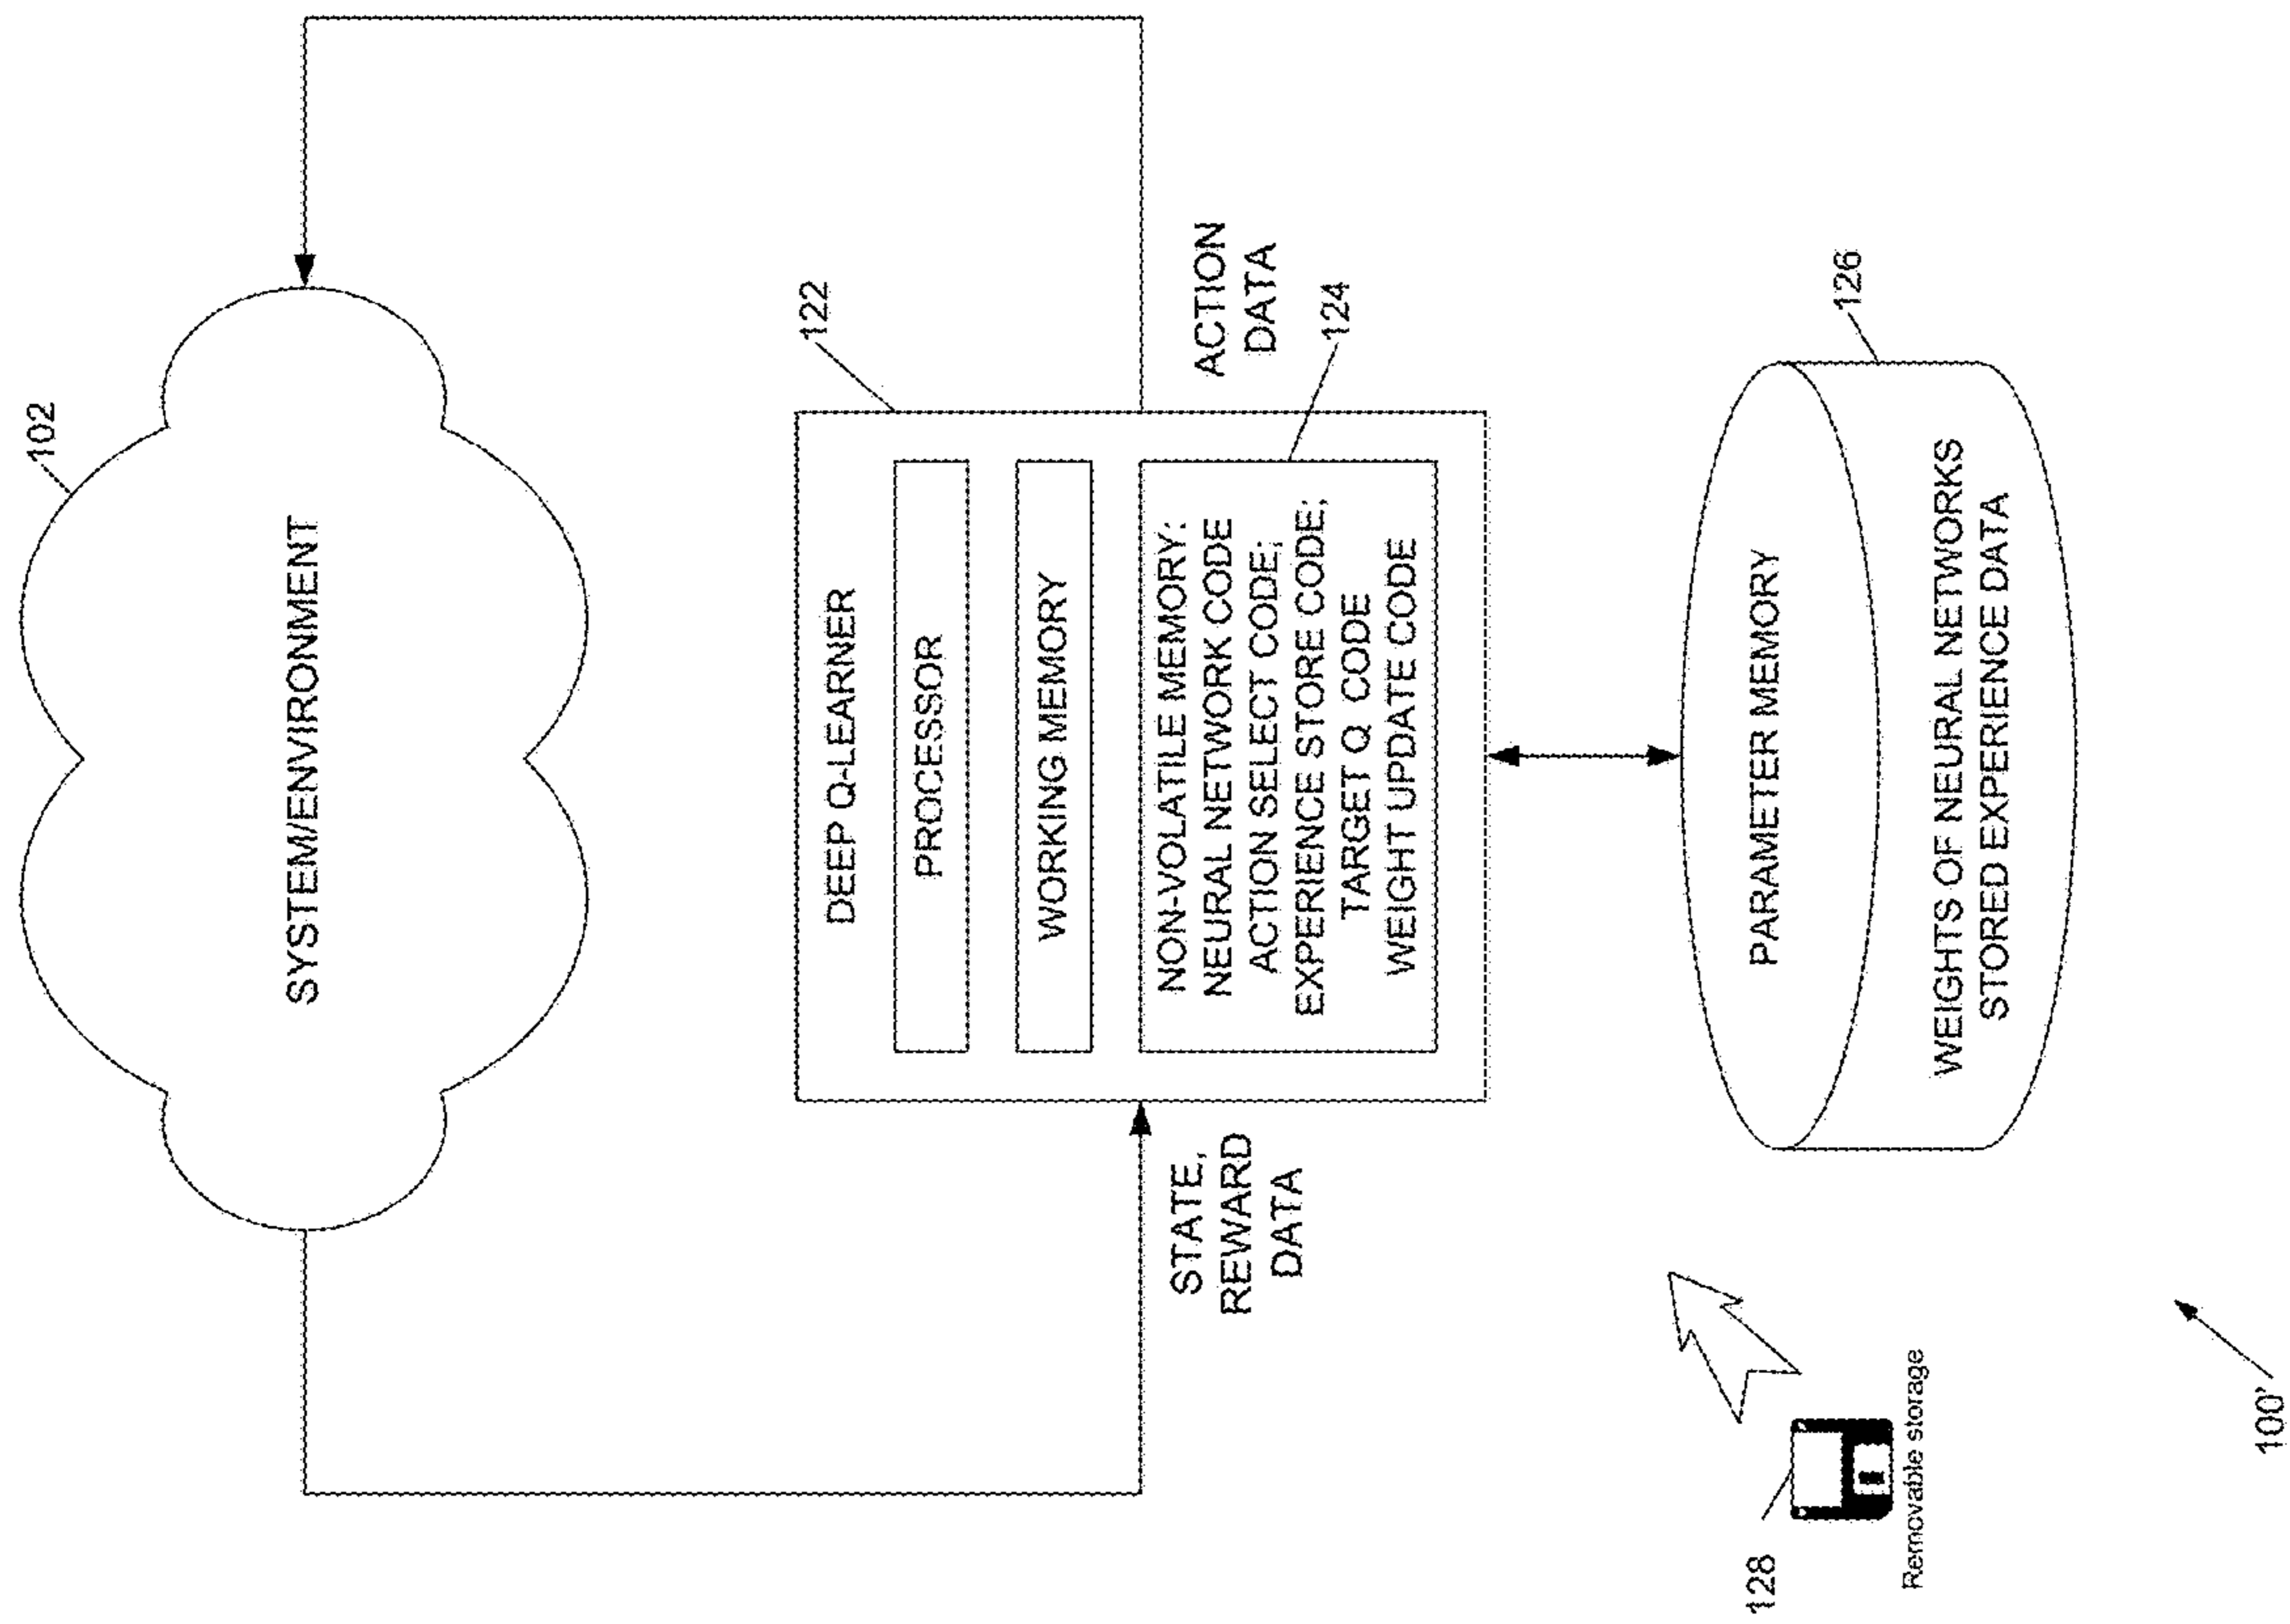 102
SYSTEM/ENVIRONMENT
122
DEEP Q-LEARNER
PROCESSOR
WORKING MEMORY
NON-VOLATILE MEMORY:
NEURAL NETWORK CODE
ACTION SELECT CODE;
EXPERIENCE STORE CODE;
TARGET Q CODE
WEIGHT UPDATE CODE
STATE,
REWARD
DATA
ACTION
DATA
124
126
PARAMETER MEMORY
WEIGHTS OF NEURAL NETWORKS
STORED EXPERIENCE DATA
128
Removable storage
100'